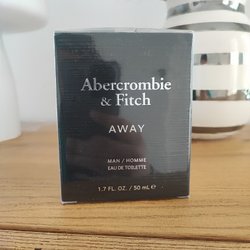 Abercrombie
& Fitch
AWAY
MAN / HOMME
EAU DE TOILETTE
1.7 FL. OZ. / 50 ML ℮